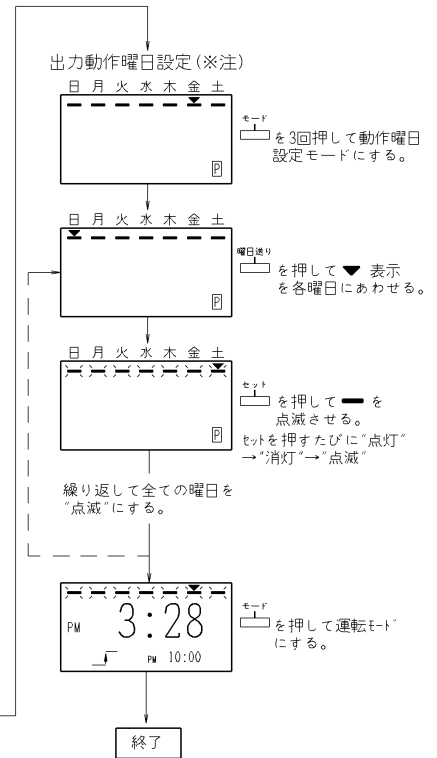 出力動作曜日設定(※注)
日 月 火 水 木 金 土
P
モード
を3回押して動作曜日
設定モードにする。
日 月 火 水 木 金 土
P
曜日送り
を押して▼ 表示
を各曜日にあわせる。
日 月 火 水 木 金 土
P
セット
を押して ━ を
点滅させる。
セットを押すたびに"点灯"
→"消灯"→"点滅"
繰り返して全ての曜日を
"点滅"にする。
PM 3:28
PM 10:00
モード
を押して運転モード
にする。
終了